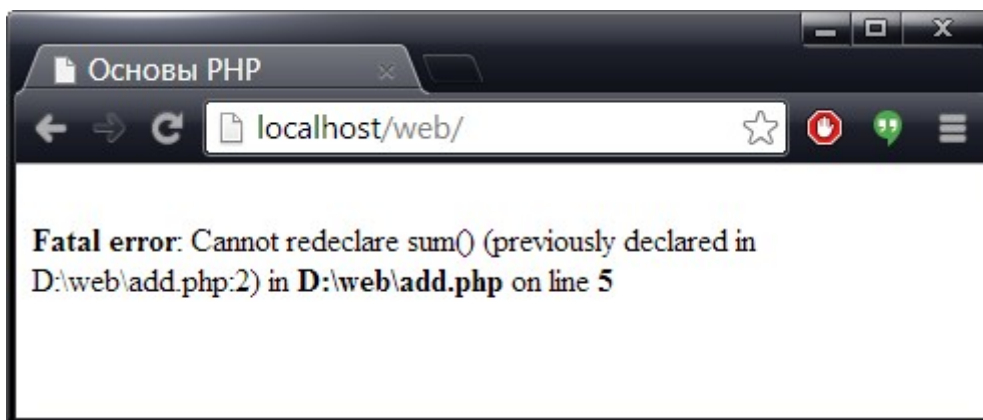 Основы PHP
localhost/web/
Fatal error: Cannot redeclare sum() (previously declared in
D:\web\add.php:2) in D:\web\add.php on line 5